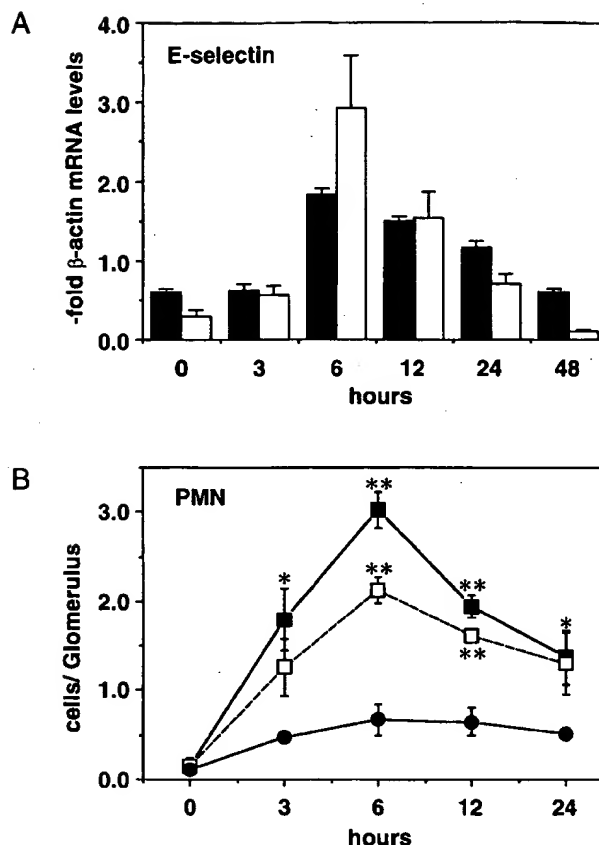 A
E-selectin
-fold β-actin mRNA levels
4.0
3.0
2.0
1.0
0.0
0 3 6 12 24 48
hours
B
PMN
cells/ Glomerulus
3.0
2.0
1.0
0.0
*
**
**
**
**
*
0 3 6 12 24
hours